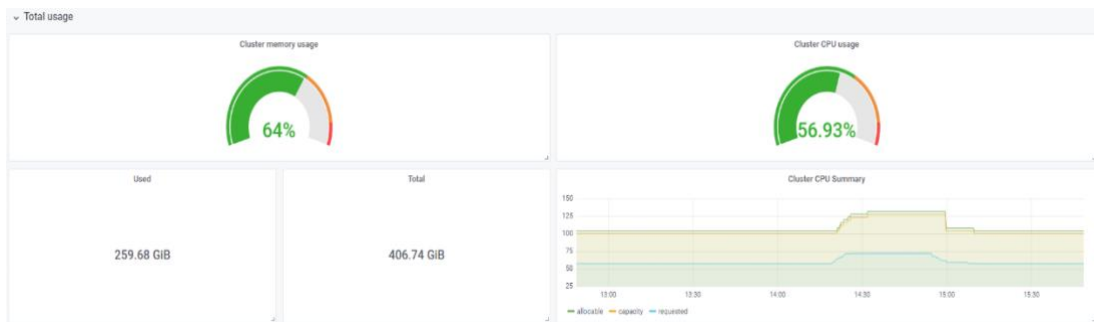 Total usage
Cluster memory usage
64%
Cluster CPU usage
56.93%
Used
259.68 GiB
Total
406.74 GiB
Cluster CPU Summary
150
125
100
75
50
25
13:00 13:30 14:00 14:30 15:00 15:30
allocable capacity requested